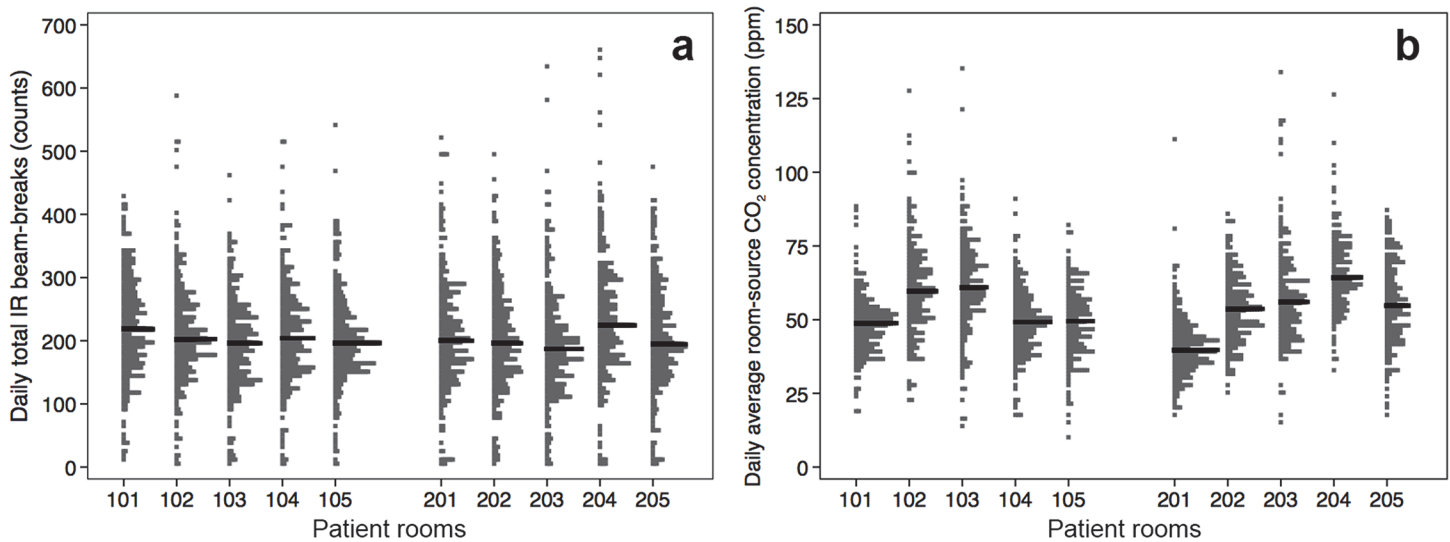 a
Daily total IR beam-breaks (counts)
700
600
500
400
300
200
100
0
101 102 103 104 105 201 202 203 204 205
Patient rooms
b
Daily average room-source CO₂ concentration (ppm)
150
125
100
75
50
25
0
101 102 103 104 105 201 202 203 204 205
Patient rooms